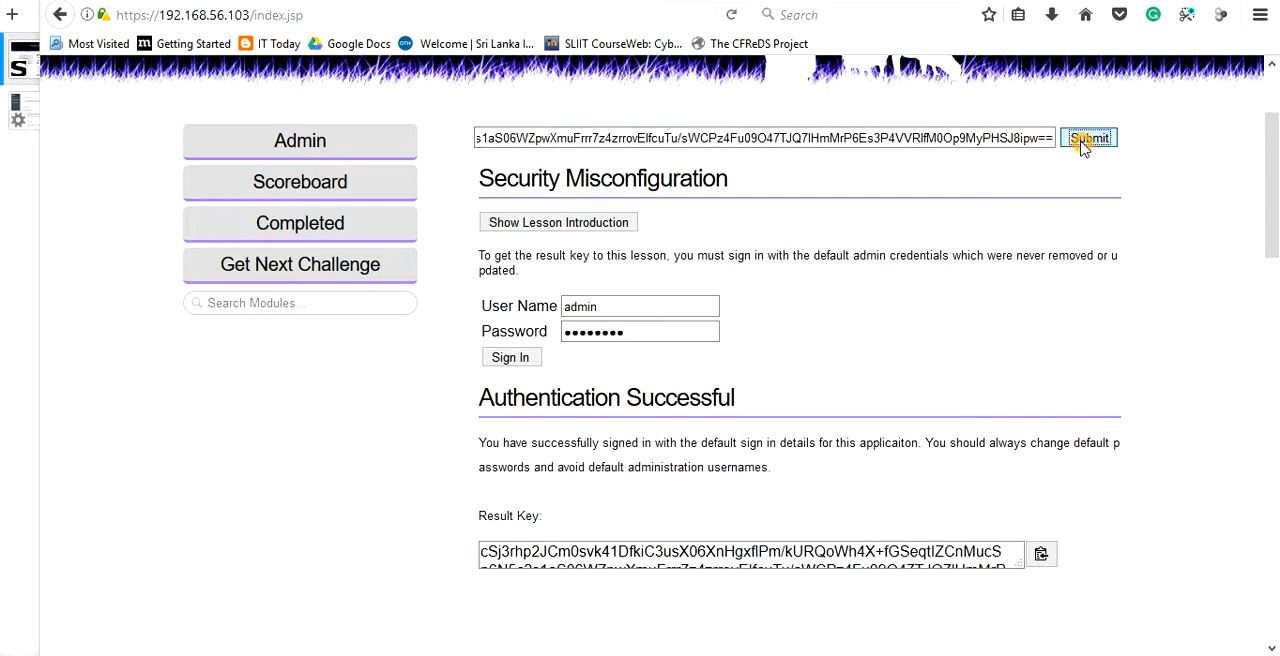 https://192.168.56.103/index.jsp
Search
Most Visited
Getting Started
IT Today
Google Docs
Welcome | Sri Lanka I...
SLIIT CourseWeb: Cyb...
The CFReDS Project
S
Admin
Scoreboard
Completed
Get Next Challenge
Search Modules...
s1aS06WZpwXmuFrrr7z4zrrovElfcuTu/sWCPz4Fu09O47TJQ7lHmMrP6Es3P4VVRlfM0Op9MyPHSJ8ipw==
Submit
Security Misconfiguration
Show Lesson Introduction
To get the result key to this lesson, you must sign in with the default admin credentials which were never removed or u
pdated.
User Name admin
Password ●●●●●●●●
Sign In
Authentication Successful
You have successfully signed in with the default sign in details for this applicaiton. You should always change default p
asswords and avoid default administration usernames.
Result Key:
cSj3rhp2JCm0svk41DfkiC3usX06XnHgxflPm/kURQoWh4X+fGSeqtIZCnMucS